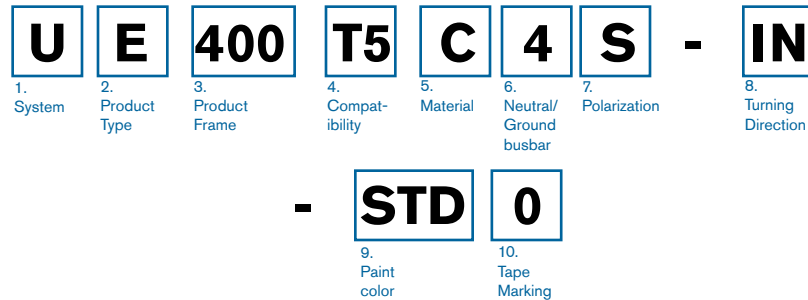 U E 400 T5 C 4 S - IN
1. 2. 3. 4. 5. 6. 7. 8.
System Product Product Compat- Material Neutral/ Polarization Turning
Type Frame ibility Ground Direction
busbar
- STD 0
9. 10.
Paint Tape
color Marking